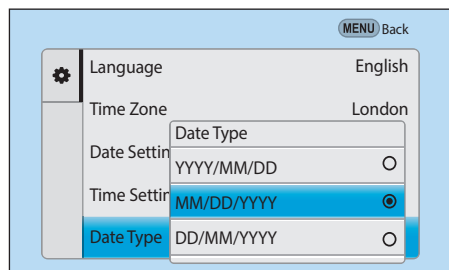 MENU Back
Language English
Time Zone London
Date Type
Date Settin
YYYY/MM/DD
Time Settin
MM/DD/YYYY
Date Type DD/MM/YYYY